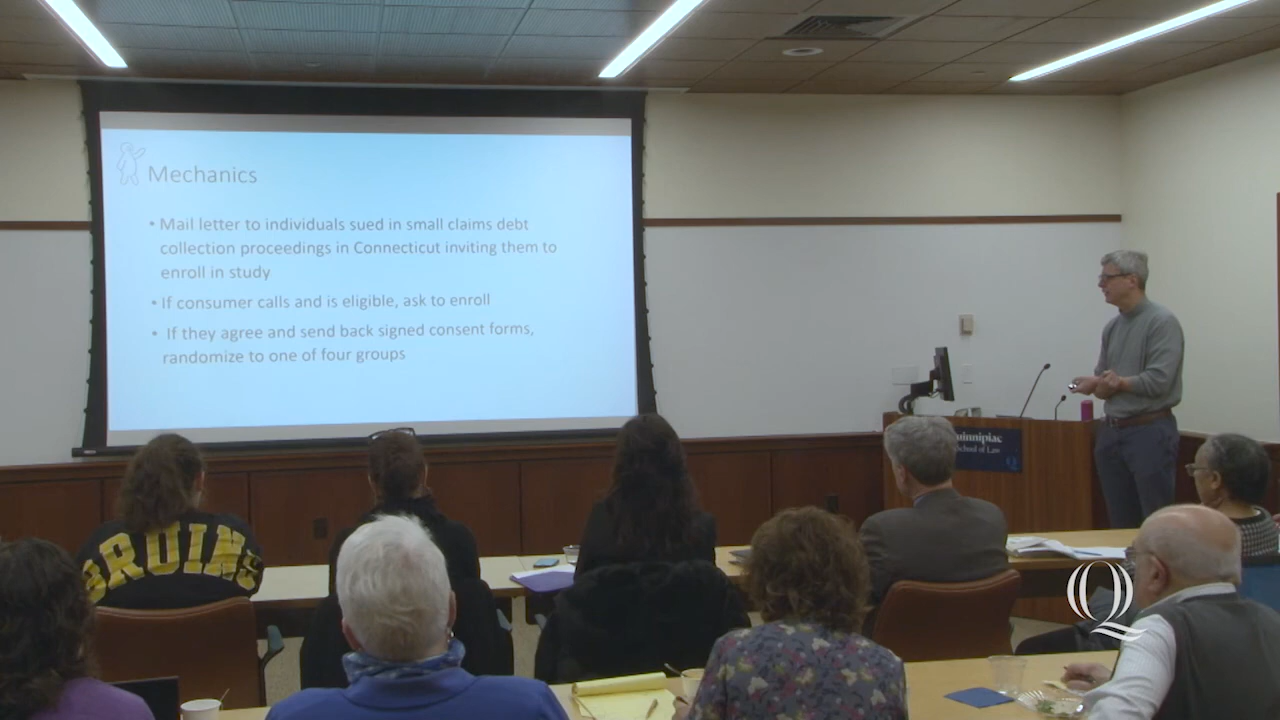 Mechanics
• Mail letter to individuals sued in small claims debt
collection proceedings in Connecticut inviting them to
enroll in study
• If consumer calls and is eligible, ask to enroll
• If they agree and send back signed consent forms,
randomize to one of four groups
uinnipiac
School of Law
Q
BRUINS
Q